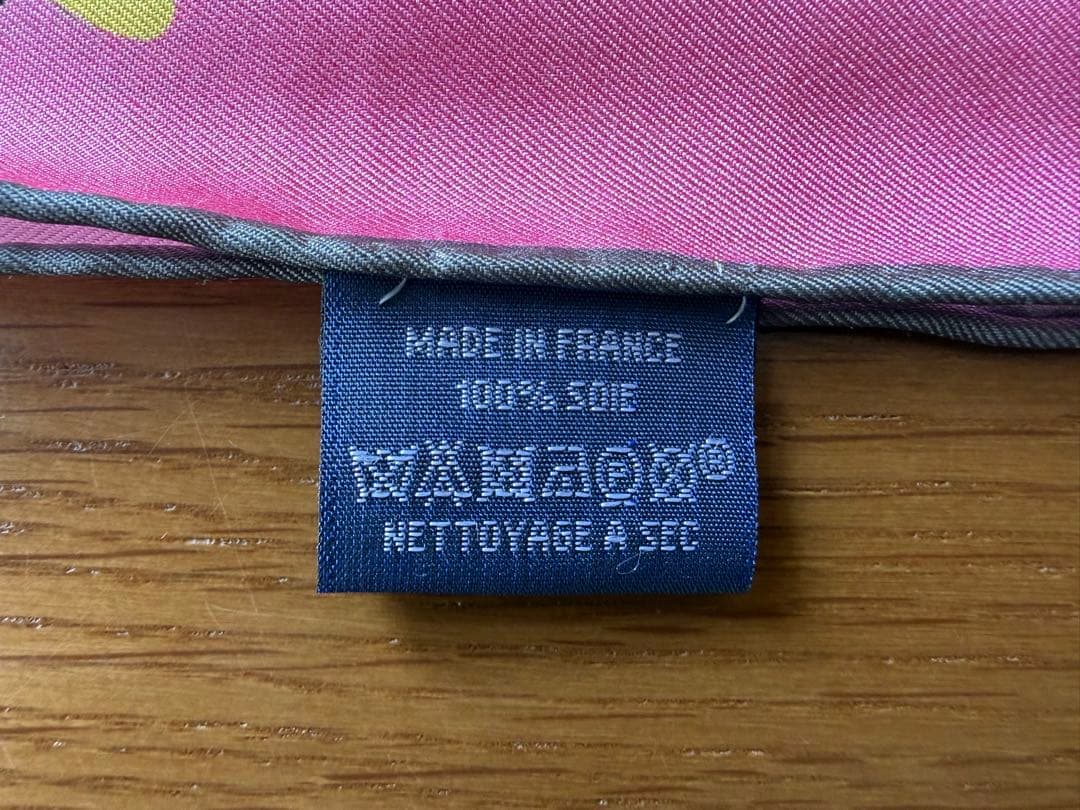 MADE IN FRANCE
100% SOIE
NETTOYAGE A SEC